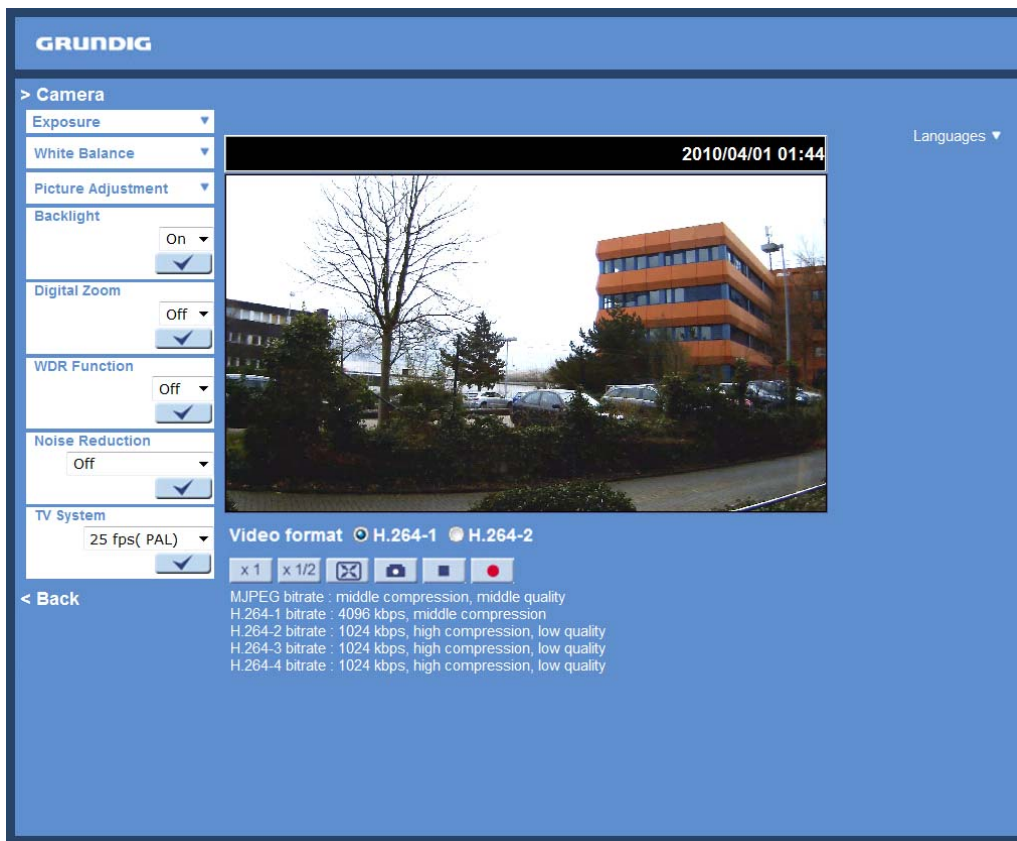 GRUNDIG
> Camera
Exposure
White Balance
Picture Adjustment
Backlight
On
Digital Zoom
Off
WDR Function
Off
Noise Reduction
Off
TV System
25 fps( PAL)
< Back
Languages
2010/04/01 01:44
Video format H.264-1 H.264-2
x 1 x 1/2
MJPEG bitrate : middle compression, middle quality
H.264-1 bitrate : 4096 kbps, middle compression
H.264-2 bitrate : 1024 kbps, high compression, low quality
H.264-3 bitrate : 1024 kbps, high compression, low quality
H.264-4 bitrate : 1024 kbps, high compression, low quality